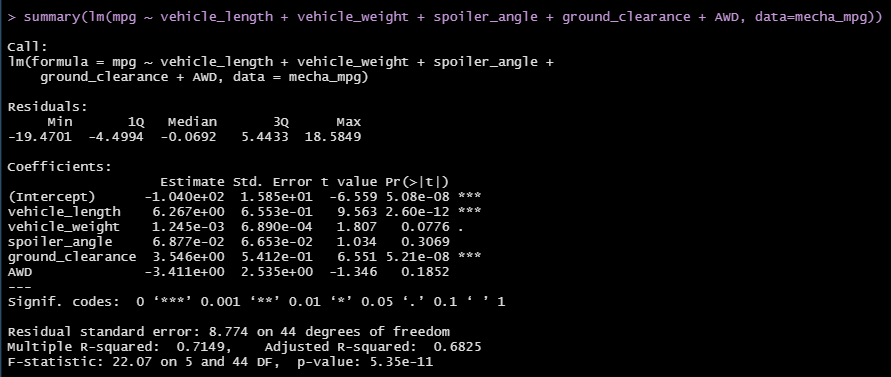 > summary(lm(mpg ~ vehicle_length + vehicle_weight + spoiler_angle + ground_clearance + AWD, data=mecha_mpg))

Call:
lm(formula = mpg ~ vehicle_length + vehicle_weight + spoiler_angle +
    ground_clearance + AWD, data = mecha_mpg)

Residuals:
     Min       1Q   Median       3Q      Max
-19.4701  -4.4994  -0.0692   5.4433  18.5849

Coefficients:
                   Estimate Std. Error t value Pr(>|t|)
(Intercept)      -1.040e+02  1.585e+01  -6.559 5.08e-08 ***
vehicle_length    6.267e+00  6.553e-01   9.563 2.60e-12 ***
vehicle_weight    1.245e-03  6.890e-04   1.807   0.0776 .
spoiler_angle     6.877e-02  6.653e-02   1.034   0.3069
ground_clearance  3.546e+00  5.412e-01   6.551 5.21e-08 ***
AWD              -3.411e+00  2.535e+00  -1.346   0.1852
---
Signif. codes:  0 ‘***’ 0.001 ‘**’ 0.01 ‘*’ 0.05 ‘.’ 0.1 ‘ ’ 1

Residual standard error: 8.774 on 44 degrees of freedom
Multiple R-squared:  0.7149,    Adjusted R-squared:  0.6825
F-statistic: 22.07 on 5 and 44 DF,  p-value: 5.35e-11